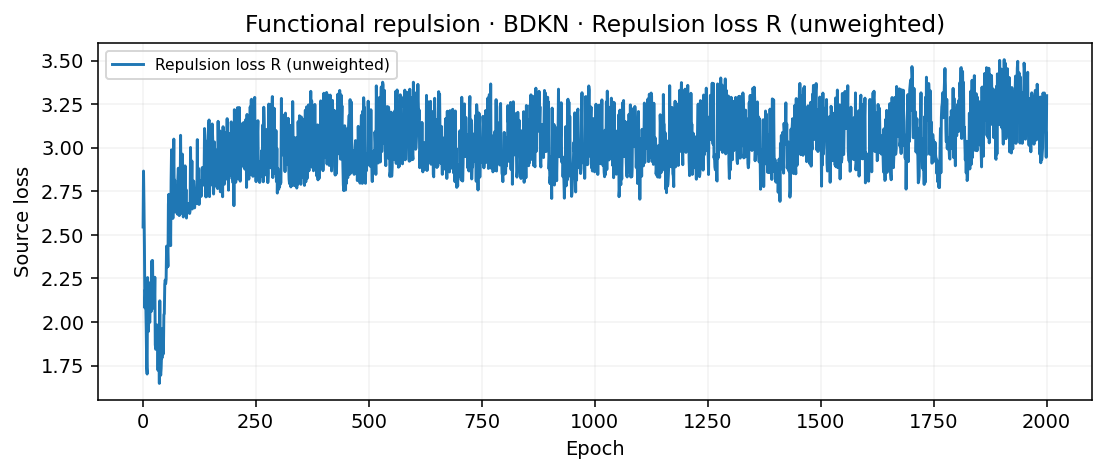 Functional repulsion · BDKN · Repulsion loss R (unweighted)
Repulsion loss R (unweighted)
Source loss
3.50
3.25
3.00
2.75
2.50
2.25
2.00
1.75
0 250 500 750 1000 1250 1500 1750 2000
Epoch